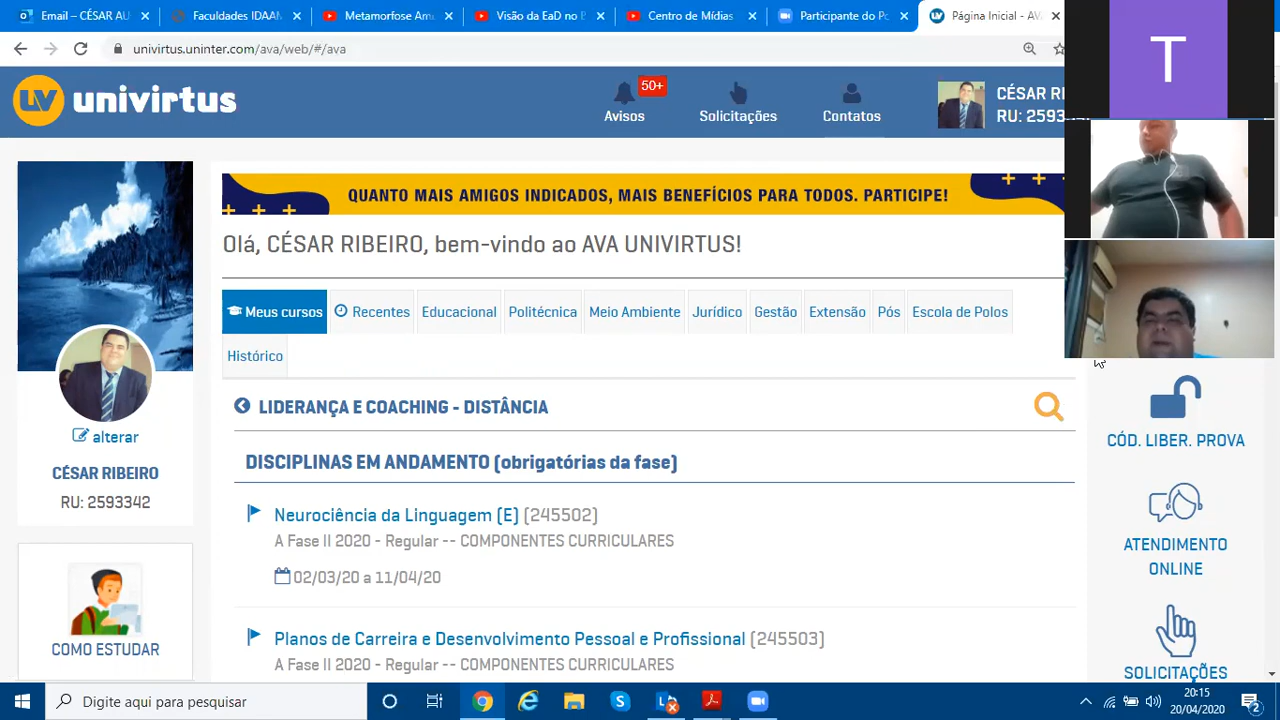 Email – CÉSAR AU
Faculdades IDAAM
Metamorfose Am
Visão da EaD no B
Centro de Mídias
Participante do Po
Página Inicial - AV
univirtus.uninter.com/ava/web/#/ava
UV univirtus
50+
Avisos
Solicitações
Contatos
CÉSAR RI
RU: 2593
T
QUANTO MAIS AMIGOS INDICADOS, MAIS BENEFÍCIOS PARA TODOS. PARTICIPE!
Olá, CÉSAR RIBEIRO, bem-vindo ao AVA UNIVIRTUS!
Meus cursos
Recentes
Educacional
Politécnica
Meio Ambiente
Jurídico
Gestão
Extensão
Pós
Escola de Polos
Histórico
alterar
CÉSAR RIBEIRO
RU: 2593342
COMO ESTUDAR
LIDERANÇA E COACHING - DISTÂNCIA
DISCIPLINAS EM ANDAMENTO (obrigatórias da fase)
Neurociência da Linguagem (E) (245502)
A Fase II 2020 - Regular -- COMPONENTES CURRICULARES
02/03/20 a 11/04/20
Planos de Carreira e Desenvolvimento Pessoal e Profissional (245503)
A Fase II 2020 - Regular -- COMPONENTES CURRICULARES
CÓD. LIBER. PROVA
ATENDIMENTO
ONLINE
SOLICITAÇÕES
Digite aqui para pesquisar
20:15
20/04/2020
2